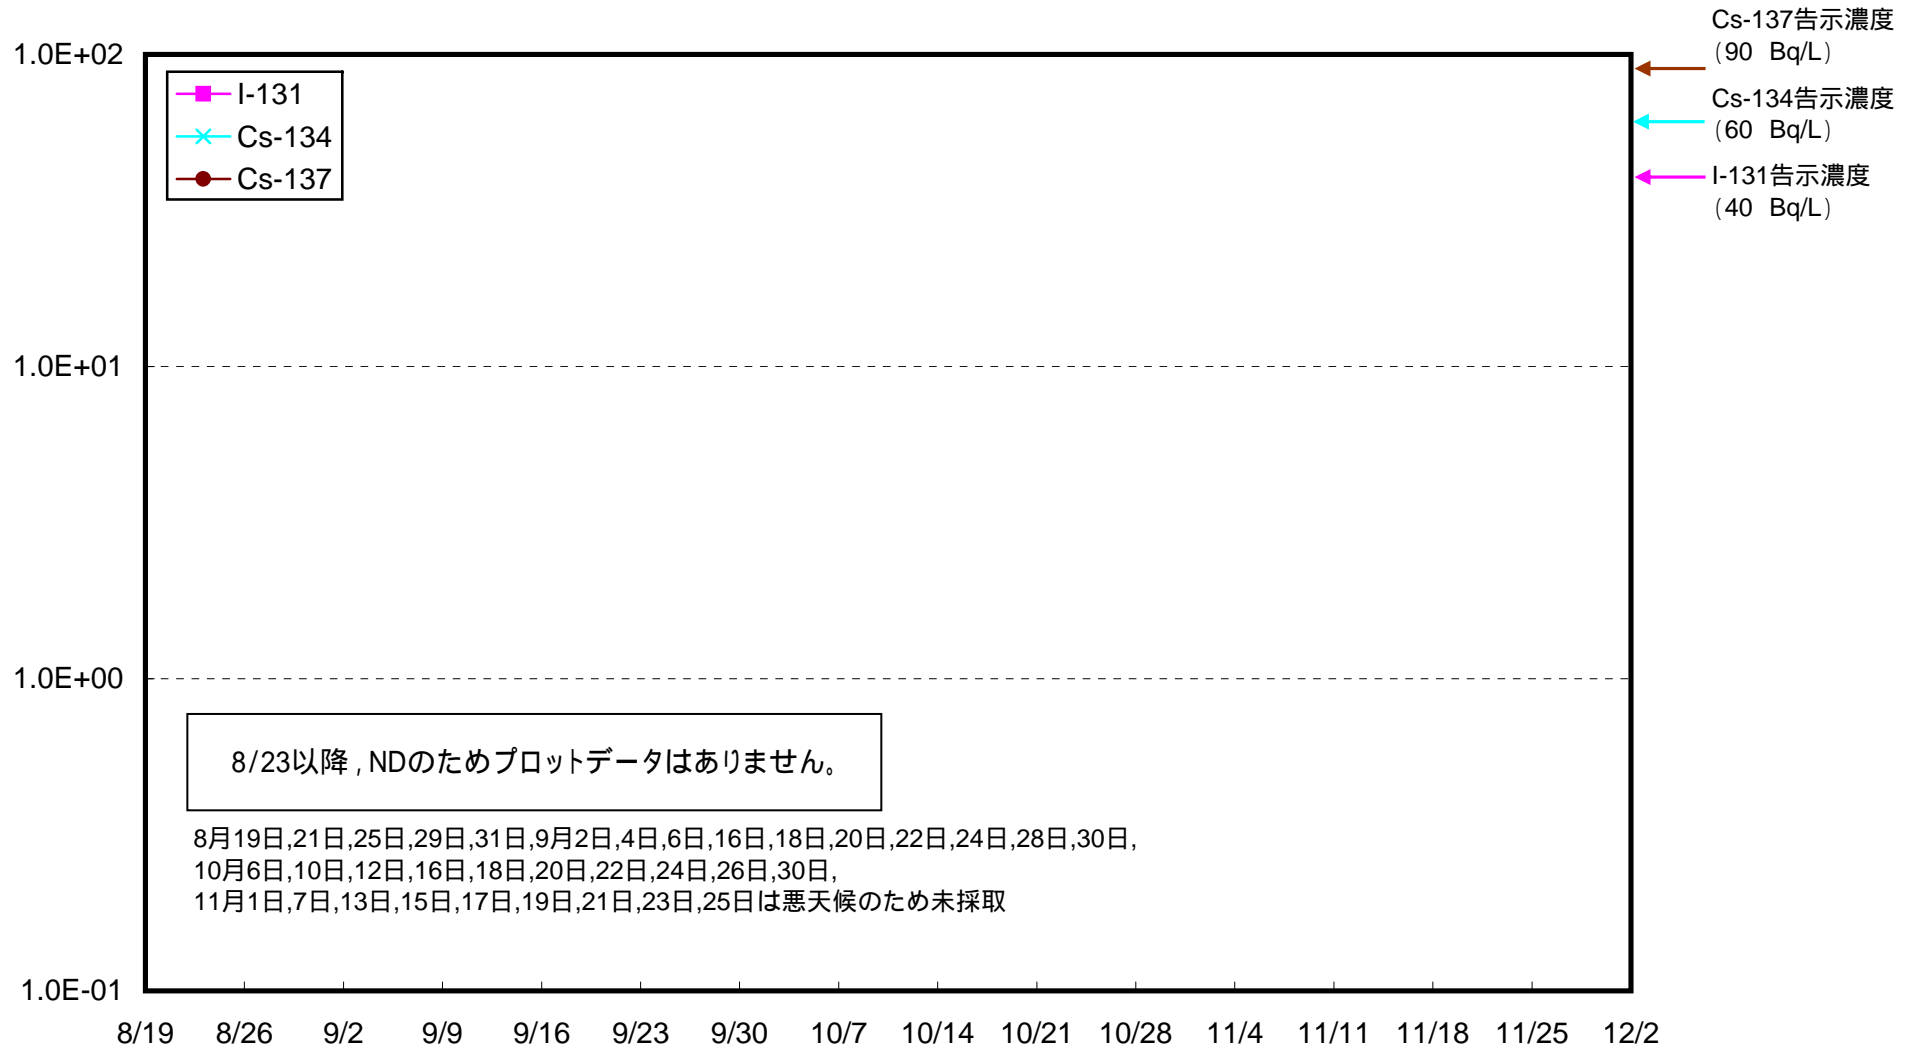 Cs-137告示濃度
(90 Bq/L)
Cs-134告示濃度
(60 Bq/L)
I-131告示濃度
(40 Bq/L)
1.0E+02
1.0E+01
1.0E+00
1.0E-01
I-131
Cs-134
Cs-137
8/23以降,NDのためプロットデータはありません。
8月19日,21日,25日,29日,31日,9月2日,4日,6日,16日,18日,20日,22日,24日,28日,30日,
10月6日,10日,12日,16日,18日,20日,22日,24日,26日,30日,
11月1日,7日,13日,15日,17日,19日,21日,23日,25日は悪天候のため未採取
8/19 8/26 9/2 9/9 9/16 9/23 9/30 10/7 10/14 10/21 10/28 11/4 11/11 11/18 11/25 12/2